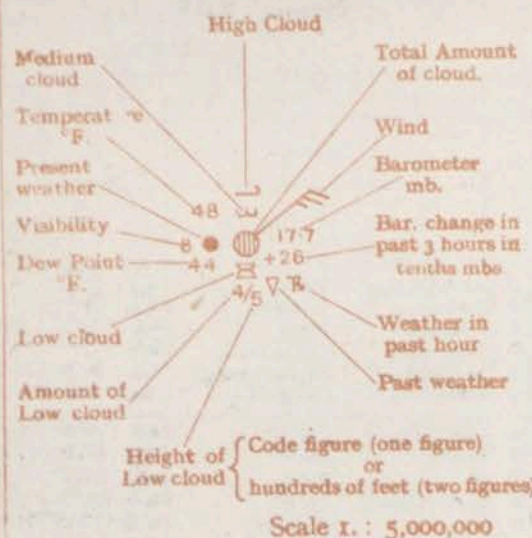 High Cloud
Medium
cloud
Total Amount
of cloud.
Temperat
°F.
Wind
Present
weather
Barometer
mb.
48
Visibility
8
17.7
Bar. change in
past 3 hours in
tenths mbs
Dew Point
°F.
44
+26
4/5
Low cloud
Weather in
past hour
Amount of
Low cloud
Past weather
Height of
Low cloud
Code figure (one figure)
or
hundreds of feet (two figures)
Scale 1. : 5,000,000